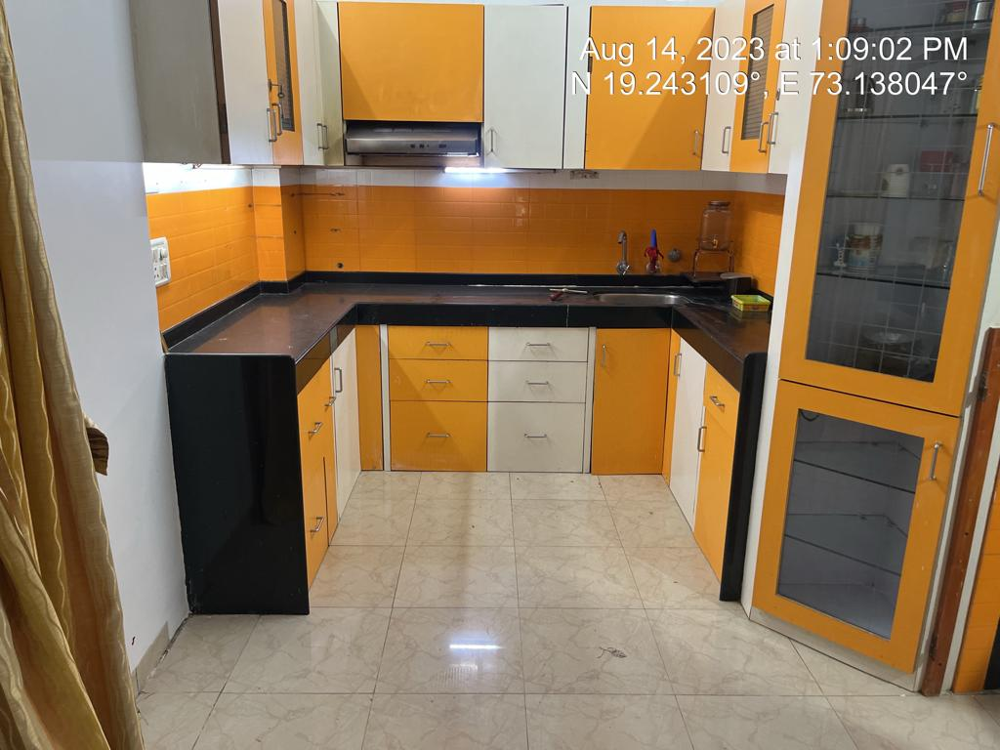 Aug 14, 2023 at 1:09:02 PM
N 19.243109°, E 73.138047°